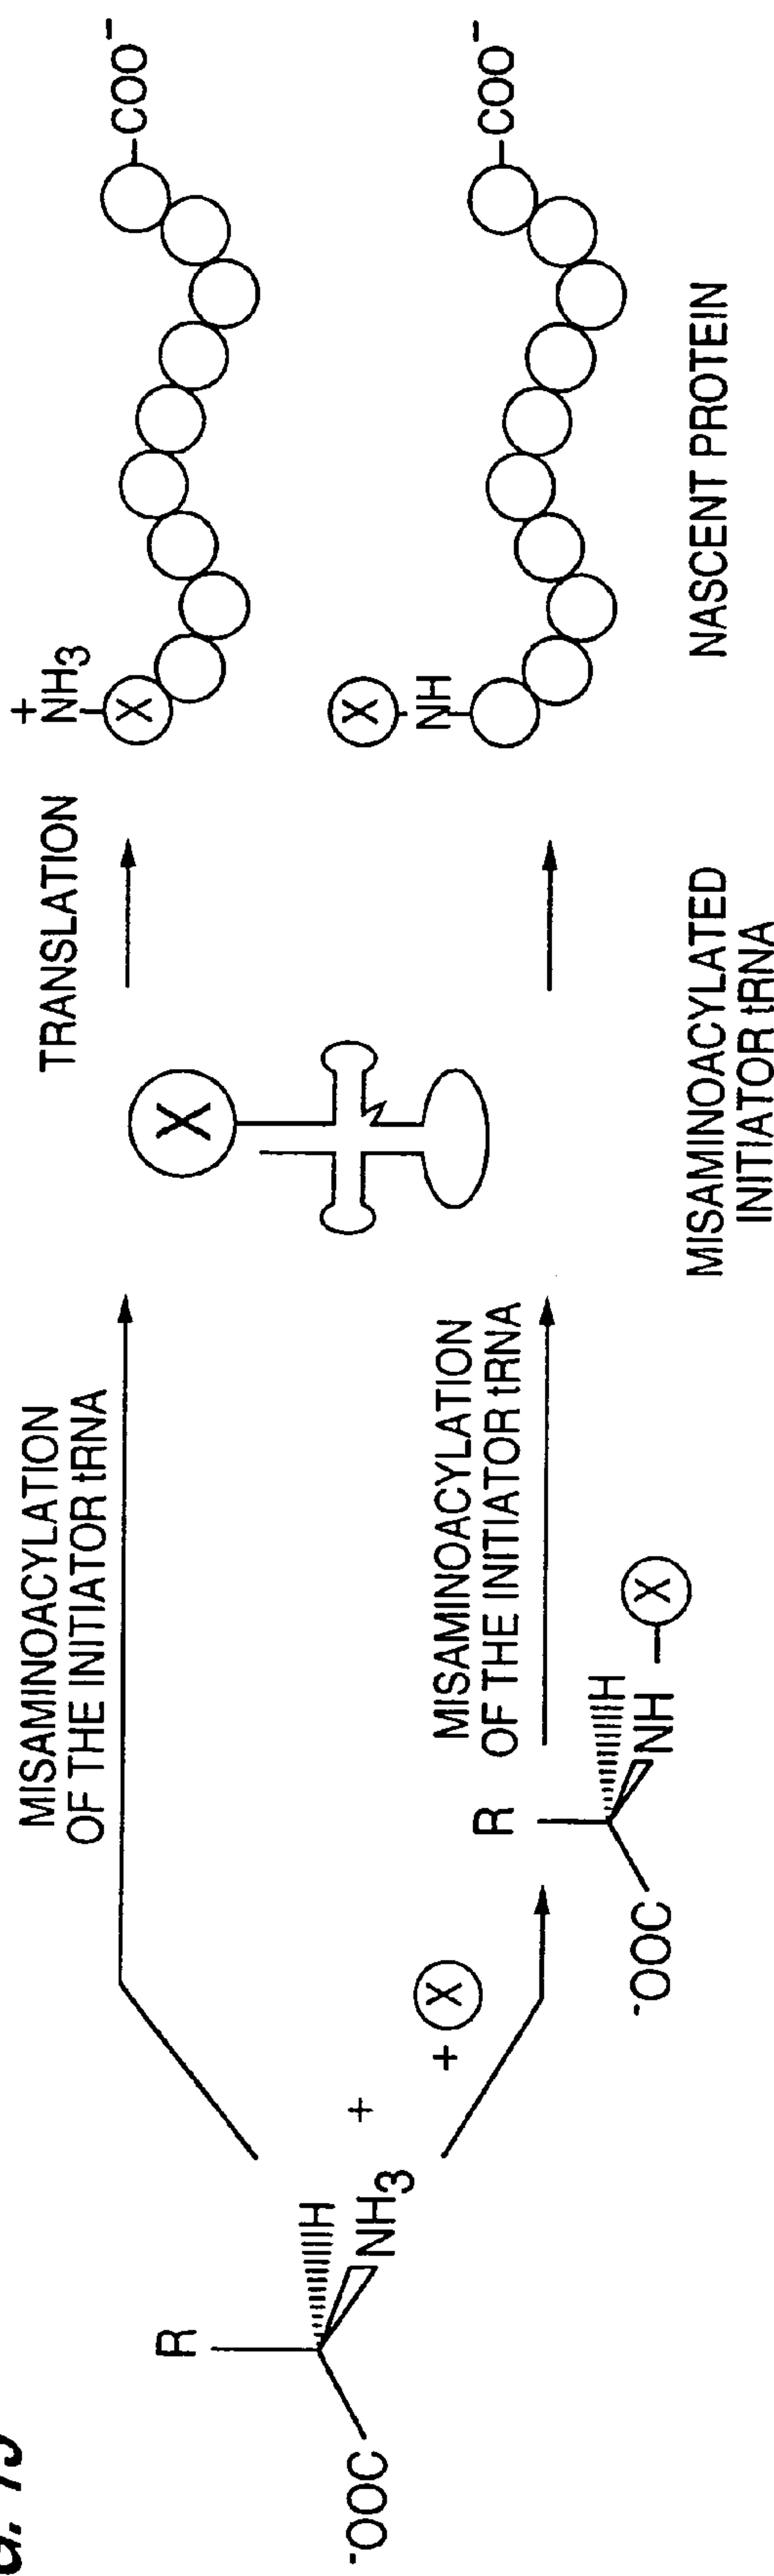 G. 15
MISAMINOACYLATION
OF THE INITIATOR tRNA
TRANSLATION
+
NH3
X
COO-
R
H
NH3
+
-OOC
+ X
R
H
NH
X
-OOC
MISAMINOACYLATION
OF THE INITIATOR tRNA
X
MISAMINOACYLATED
INITIATOR tRNA
X
NH
COO-
NASCENT PROTEIN